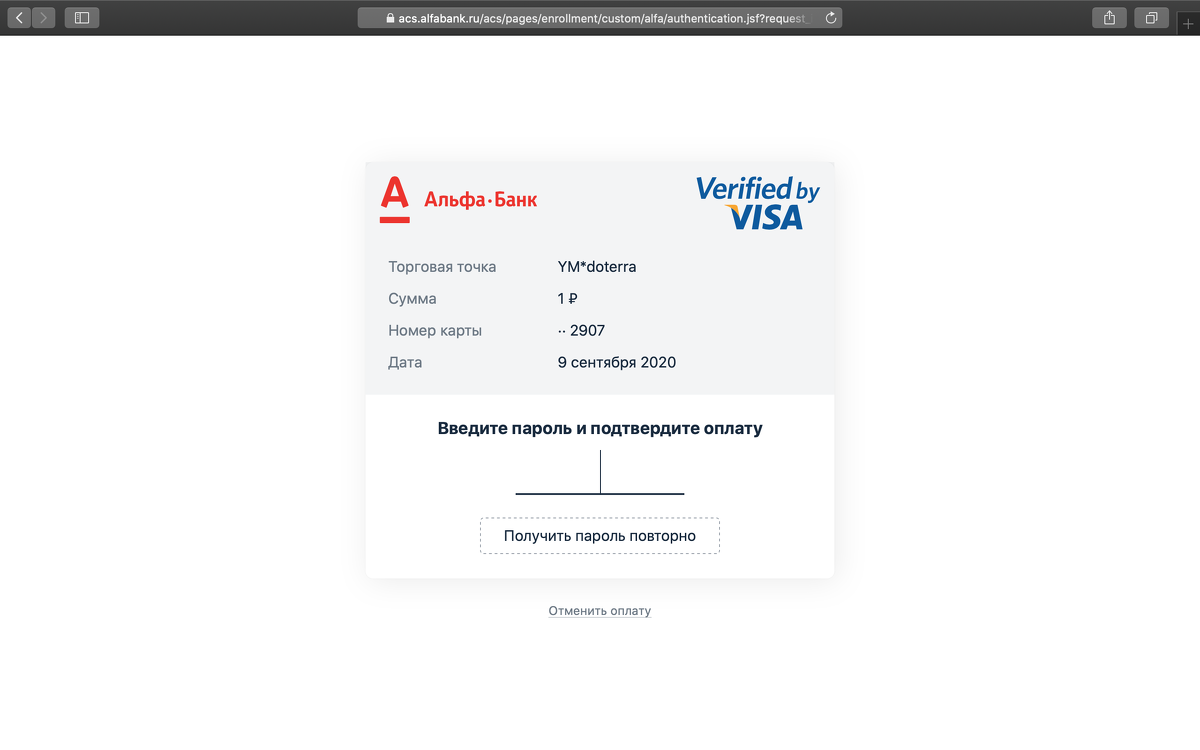 acs.alfabank.ru/acs/pages/enrollment/custom/alfa/authentication.jsf?request_
Альфа·Банк
Verified by
VISA
Торговая точка YM*doterra
Сумма 1 ₽
Номер карты ·· 2907
Дата 9 сентября 2020
Введите пароль и подтвердите оплату
Получить пароль повторно
Отменить оплату